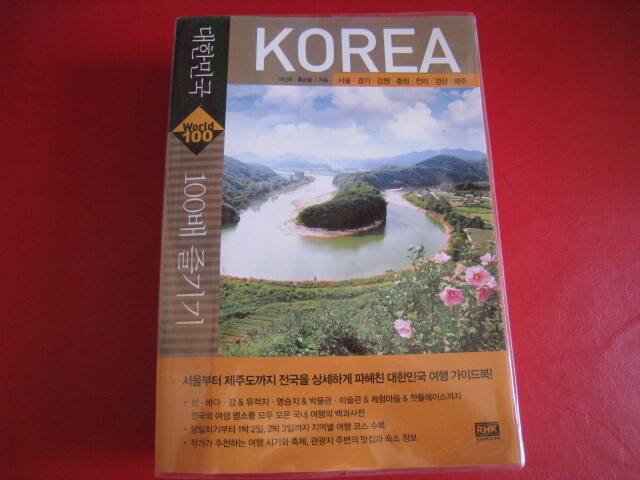 KOREA
이신화 · 홍순율 | 지음
서울 · 경기 · 강원 · 충청 · 전라 · 경상 · 제주
대한민국
World
100
100배 즐기기
서울부터 제주도까지 전국을 상세하게 파헤친 대한민국 여행 가이드북!
· 산 · 바다 · 강 & 유적지 · 명승지 & 박물관 · 미술관 & 체험마을 & 핫플레이스까지
전국의 여행 명소를 모두 모은 국내 여행의 백과사전
· 당일치기부터 1박 2일, 2박 3일까지 지역별 여행 코스 수록
· 작가가 추천하는 여행 시기와 축제, 관광지 주변의 맛집과 숙소 정보
RHK